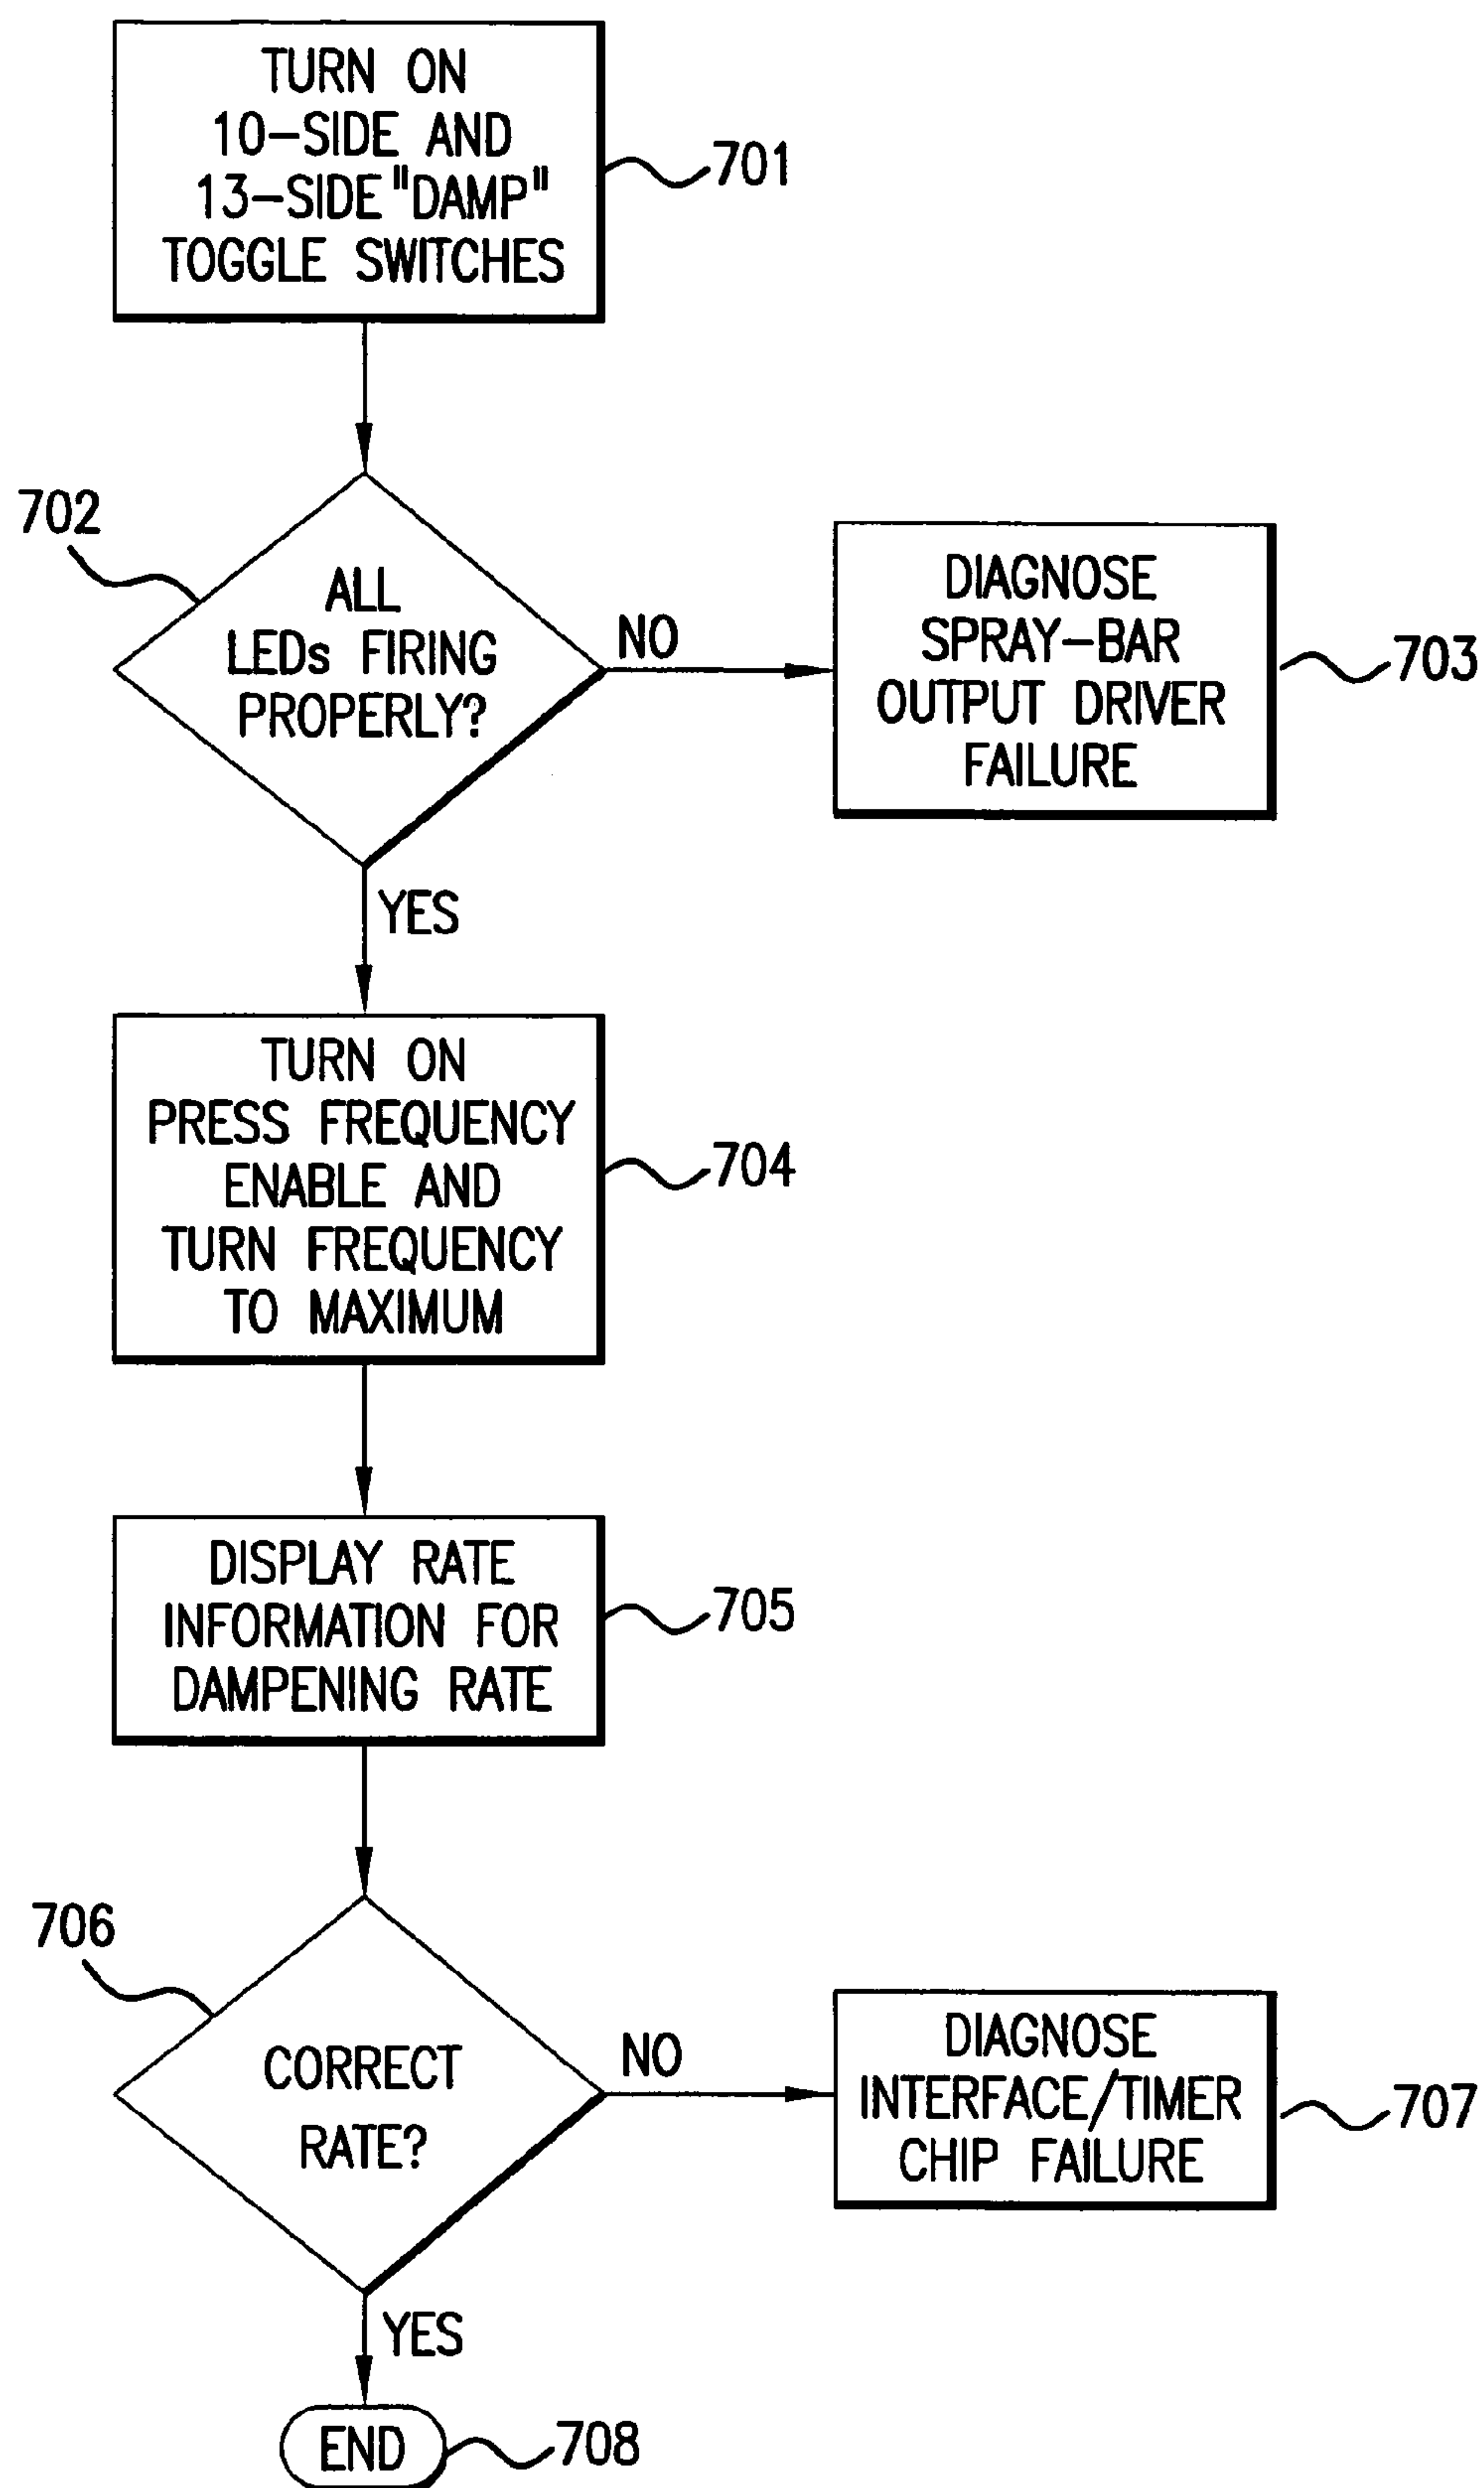 TURN ON
10-SIDE AND
13-SIDE "DAMP"
TOGGLE SWITCHES
701
702
ALL
LEDs FIRING
PROPERLY?
NO
DIAGNOSE
SPRAY-BAR
OUTPUT DRIVER
FAILURE
703
YES
TURN ON
PRESS FREQUENCY
ENABLE AND
TURN FREQUENCY
TO MAXIMUM
704
DISPLAY RATE
INFORMATION FOR
DAMPENING RATE
705
706
CORRECT
RATE?
NO
DIAGNOSE
INTERFACE/TIMER
CHIP FAILURE
707
YES
END
708